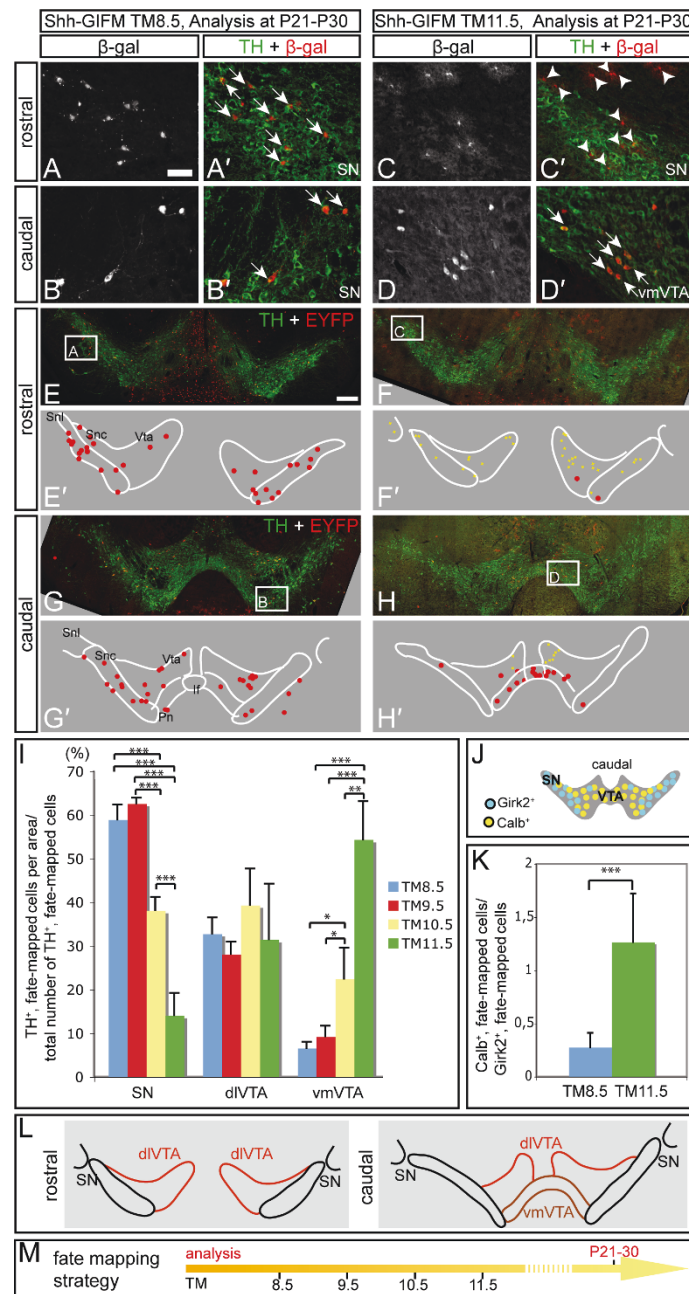 Shh-GIFM TM8.5, Analysis at P21-P30
Shh-GIFM TM11.5, Analysis at P21-P30
β-gal
TH + β-gal
β-gal
TH + β-gal
rostral
A
A′
SN
C
C′
SN
caudal
B
B′
SN
D
D′
vmVTA
rostral
TH + EYFP
A
E
C
F
Snl
Snc
Vta
E′
F′
caudal
TH + EYFP
B
G
D
H
Snl
Snc
Vta
If
Pn
G′
H′
I
(%)
TH⁺, fate-mapped cells per area/
total number of TH⁺, fate-mapped cells
70
60
50
40
30
20
10
0
***
***
***
***
***
*
*
***
***
**
TM8.5
TM9.5
TM10.5
TM11.5
SN
dlVTA
vmVTA
J
caudal
SN
VTA
Girk2⁺
Calb⁺
K
Calb⁺, fate-mapped cells/
Girk2⁺, fate-mapped cells
2
1,5
1
0,5
0
***
TM8.5
TM11.5
L
rostral
SN
dlVTA
dlVTA
SN
caudal
SN
dlVTA
vmVTA
SN
M
fate mapping
strategy
analysis
P21-30
TM
8.5
9.5
10.5
11.5